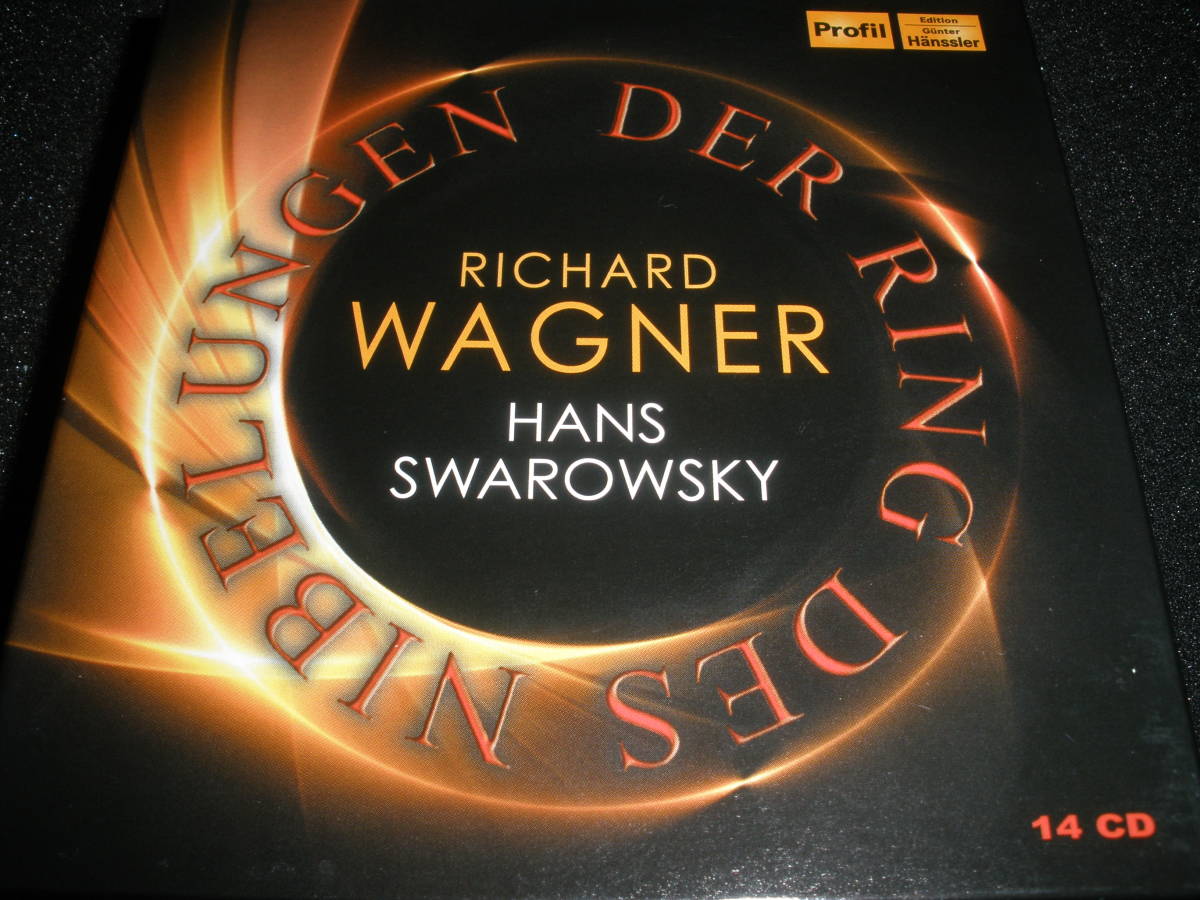 Profil
Edition
Günter
Hänssler
DER RING DES NIBELUNGEN
RICHARD
WAGNER
HANS
SWAROWSKY
14 CD